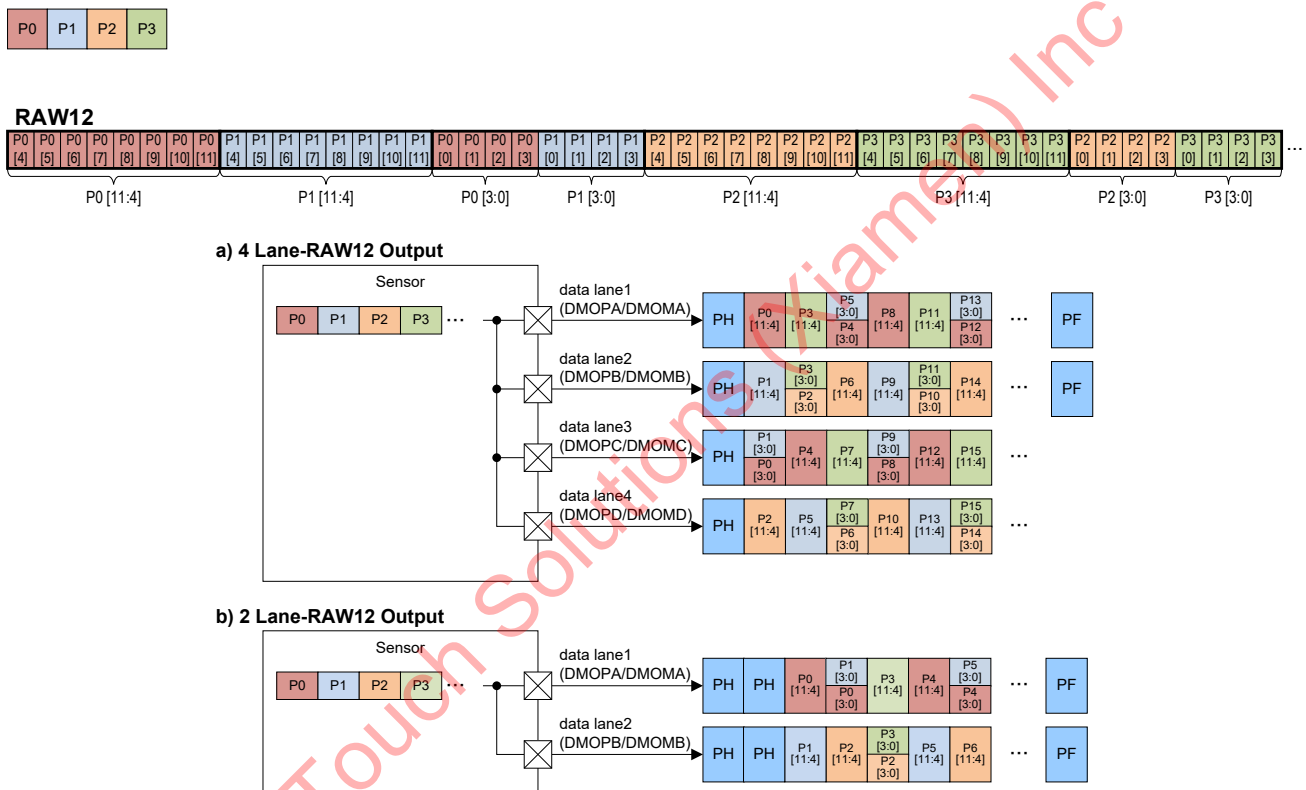 P0 P1 P2 P3
RAW12
P0 P0 P0 P0 P0 P0 P0 P0 P1 P1 P1 P1 P1 P1 P1 P1 P0 P0 P0 P0 P1 P1 P1 P1 P2 P2 P2 P2 P2 P2 P2 P2 P3 P3 P3 P3 P3 P3 P3 P3 P2 P2 P2 P2 P3 P3 P3 P3
[4] [5] [6] [7] [8] [9] [10] [11] [4] [5] [6] [7] [8] [9] [10] [11] [0] [1] [2] [3] [0] [1] [2] [3] [4] [5] [6] [7] [8] [9] [10] [11] [4] [5] [6] [7] [8] [9] [10] [11] [0] [1] [2] [3] [0] [1] [2] [3] ...
P0 [11:4] P1 [11:4] P0 [3:0] P1 [3:0] P2 [11:4] P3 [11:4] P2 [3:0] P3 [3:0]
a) 4 Lane-RAW12 Output
Sensor
P0 P1 P2 P3 ...
data lane1
(DMOPA/DMOMA)
PH P0 [11:4] P3 [11:4] P5 [3:0] P4 [3:0] P8 [11:4] P11 [11:4] P13 [3:0] P12 [3:0] ... PF
data lane2
(DMOPB/DMOMB)
PH P1 [11:4] P3 [3:0] P2 [3:0] P6 [11:4] P9 [11:4] P11 [3:0] P10 [3:0] P14 [11:4] ... PF
data lane3
(DMOPC/DMOMC)
PH P1 [3:0] P0 [3:0] P4 [11:4] P7 [11:4] P9 [3:0] P8 [3:0] P12 [11:4] P15 [11:4] ...
data lane4
(DMOPD/DMOMD)
PH P2 [11:4] P5 [11:4] P7 [3:0] P6 [3:0] P10 [11:4] P13 [11:4] P15 [3:0] P14 [3:0] ...
b) 2 Lane-RAW12 Output
Sensor
P0 P1 P2 P3 ...
data lane1
(DMOPA/DMOMA)
PH PH P0 [11:4] P1 [3:0] P0 [3:0] P3 [11:4] P4 [11:4] P5 [3:0] P4 [3:0] ... PF
data lane2
(DMOPB/DMOMB)
PH PH P1 [11:4] P2 [11:4] P3 [3:0] P2 [3:0] P5 [11:4] P6 [11:4] ... PF
Touch Solutions (Xiamen) Inc